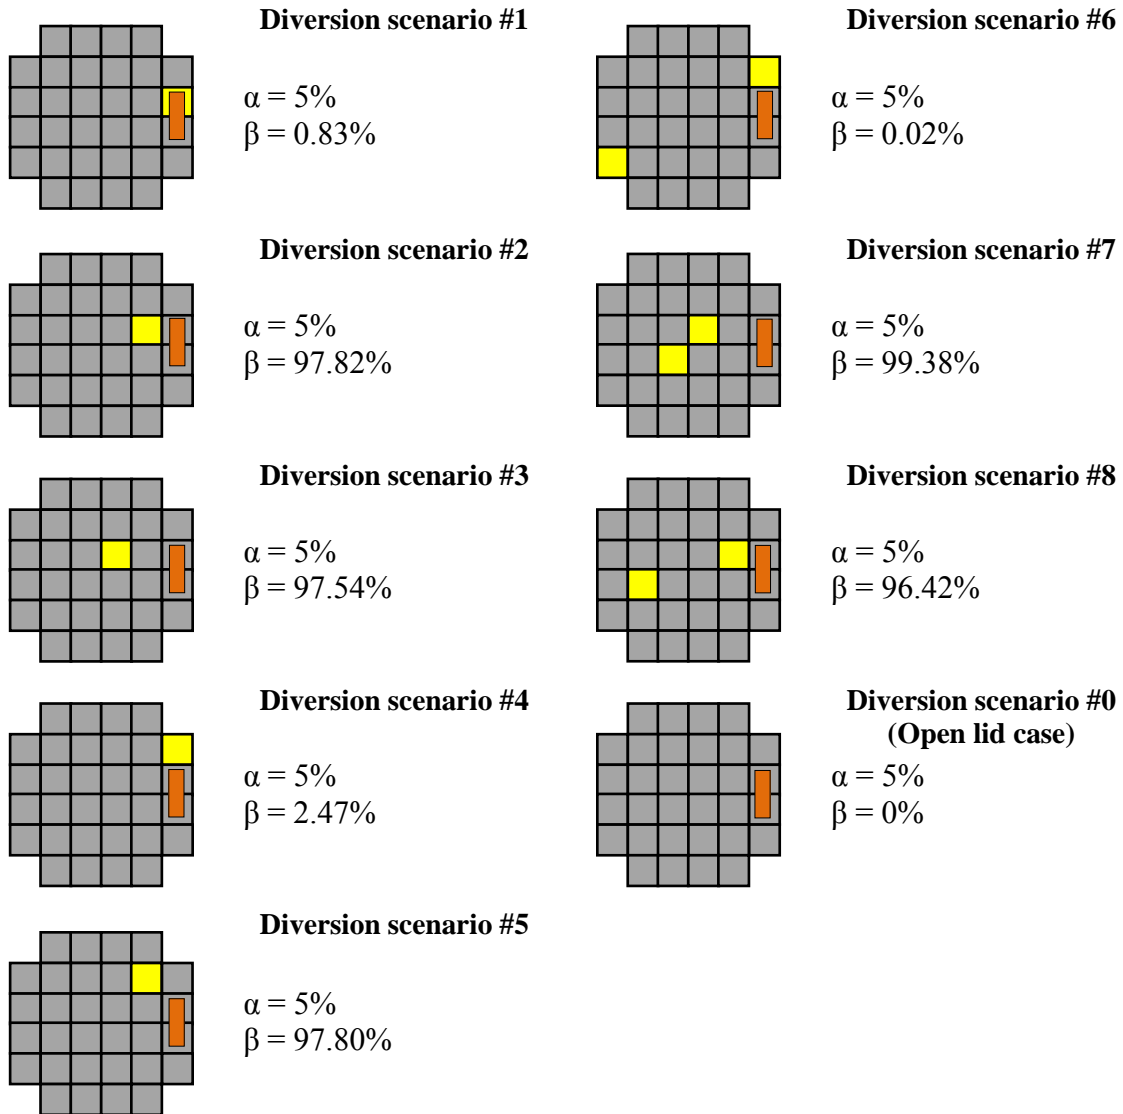 Diversion scenario #1
α = 5%
β = 0.83%
Diversion scenario #2
α = 5%
β = 97.82%
Diversion scenario #3
α = 5%
β = 97.54%
Diversion scenario #4
α = 5%
β = 2.47%
Diversion scenario #5
α = 5%
β = 97.80%
Diversion scenario #6
α = 5%
β = 0.02%
Diversion scenario #7
α = 5%
β = 99.38%
Diversion scenario #8
α = 5%
β = 96.42%
Diversion scenario #0
(Open lid case)
α = 5%
β = 0%